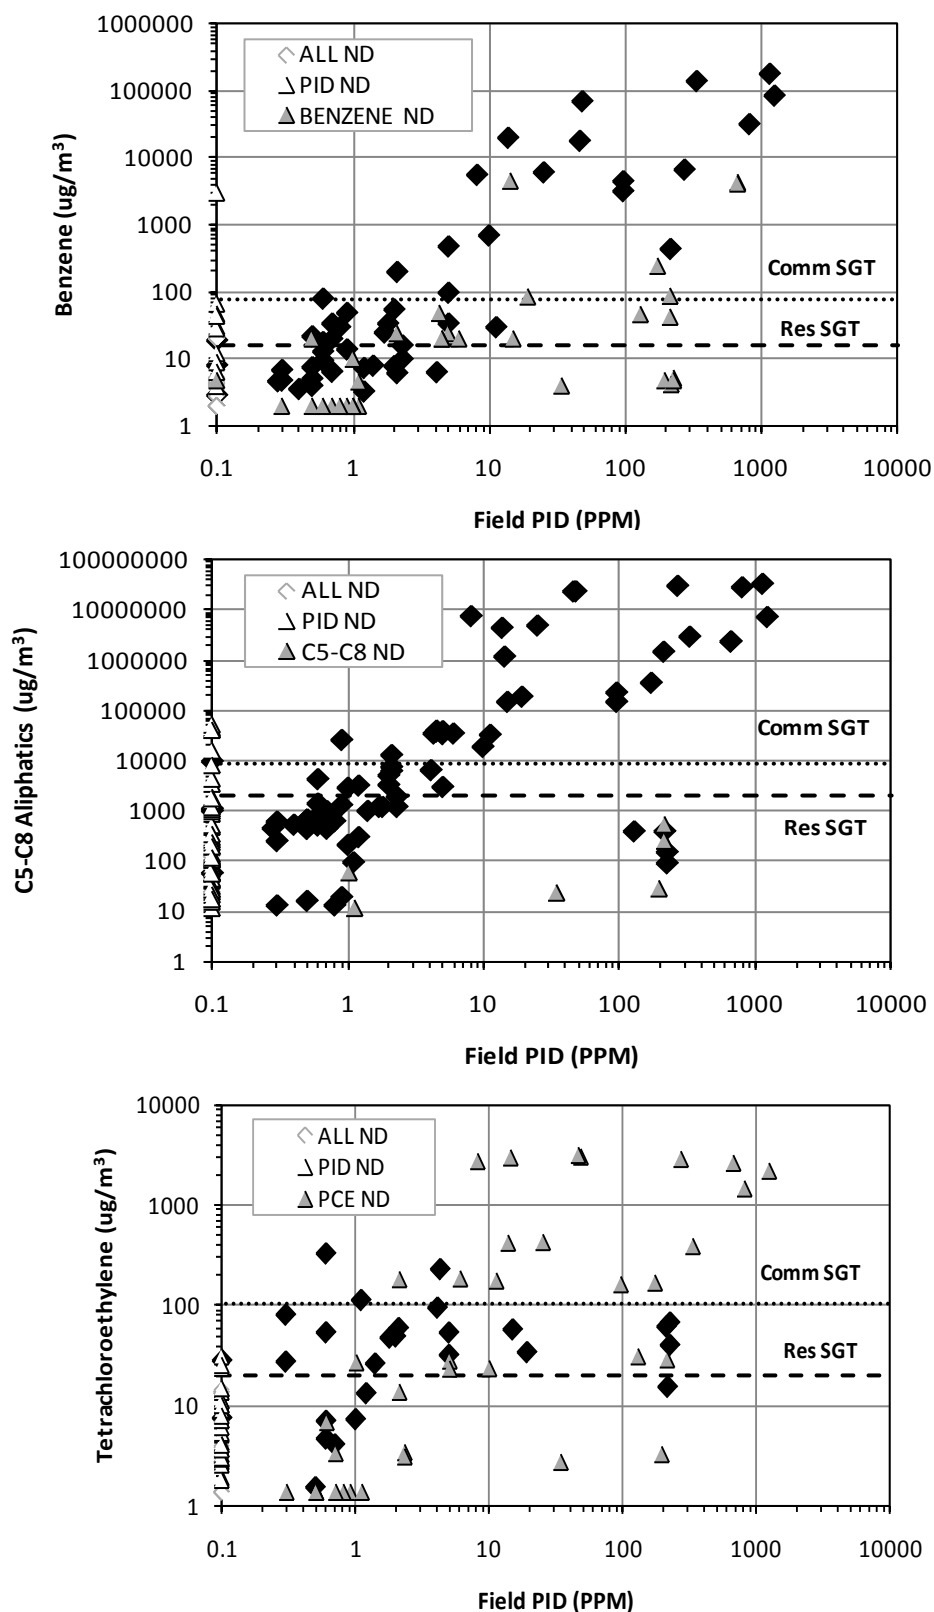 1000000
100000
10000
1000
100
10
1
Benzene (ug/m³)
ALL ND
PID ND
BENZENE ND
Comm SGT
Res SGT
0.1 1 10 100 1000 10000
Field PID (PPM)
100000000
10000000
1000000
100000
10000
1000
100
10
1
C5-C8 Aliphatics (ug/m³)
ALL ND
PID ND
C5-C8 ND
Comm SGT
Res SGT
0.1 1 10 100 1000 10000
Field PID (PPM)
10000
1000
100
10
1
Tetrachloroethylene (ug/m³)
ALL ND
PID ND
PCE ND
Comm SGT
Res SGT
0.1 1 10 100 1000 10000
Field PID (PPM)